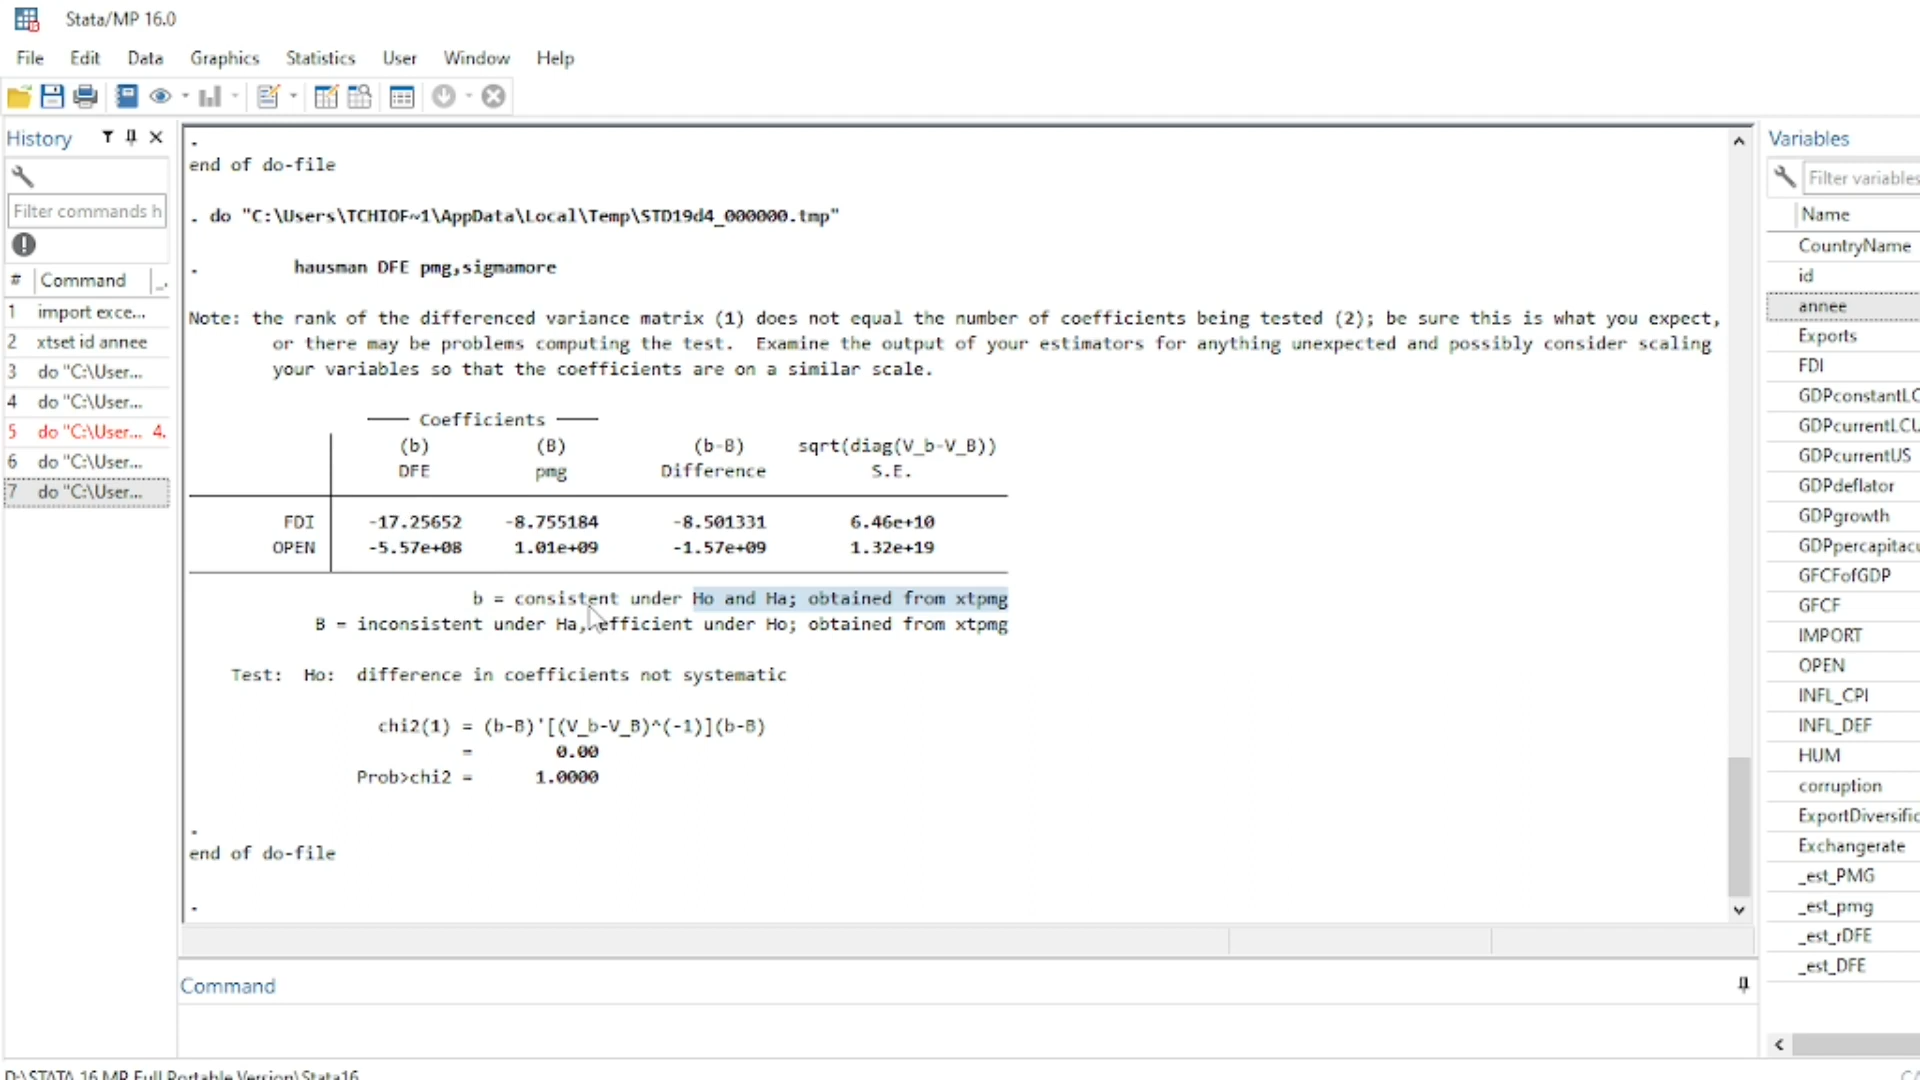 Stata/MP 16.0
File Edit Data Graphics Statistics User Window Help
History
Filter commands h
# Command _.
1 import exce...
2 xtset id annee
3 do "C:\User...
4 do "C:\User...
5 do "C:\User... 4.
6 do "C:\User...
7 do "C:\User...
.
end of do-file
. do "C:\Users\TCHIOF~1\AppData\Local\Temp\STD19d4_000000.tmp"
. hausman DFE pmg,sigmamore
Note: the rank of the differenced variance matrix (1) does not equal the number of coefficients being tested (2); be sure this is what you expect,
or there may be problems computing the test. Examine the output of your estimators for anything unexpected and possibly consider scaling
your variables so that the coefficients are on a similar scale.
Coefficients
(b) (B) (b-B) sqrt(diag(V_b-V_B))
DFE pmg Difference S.E.
FDI -17.25652 -8.755184 -8.501331 6.46e+10
OPEN -5.57e+08 1.01e+09 -1.57e+09 1.32e+19
b = consistent under Ho and Ha; obtained from xtpmg
B = inconsistent under Ha, efficient under Ho; obtained from xtpmg
Test: Ho: difference in coefficients not systematic
chi2(1) = (b-B)'[(V_b-V_B)^(-1)](b-B)
= 0.00
Prob>chi2 = 1.0000
.
end of do-file
.
Command
Variables
Filter variables
Name
CountryName
id
annee
Exports
FDI
GDPconstantLC
GDPcurrentLCU
GDPcurrentUS
GDPdeflator
GDPgrowth
GDPpercapitacu
GFCFofGDP
GFCF
IMPORT
OPEN
INFL_CPI
INFL_DEF
HUM
corruption
ExportDiversific
Exchangerate
_est_PMG
_est_pmg
_est_rDFE
_est_DFE
D:\STATA 16 MP Full Portable Version\Stata16